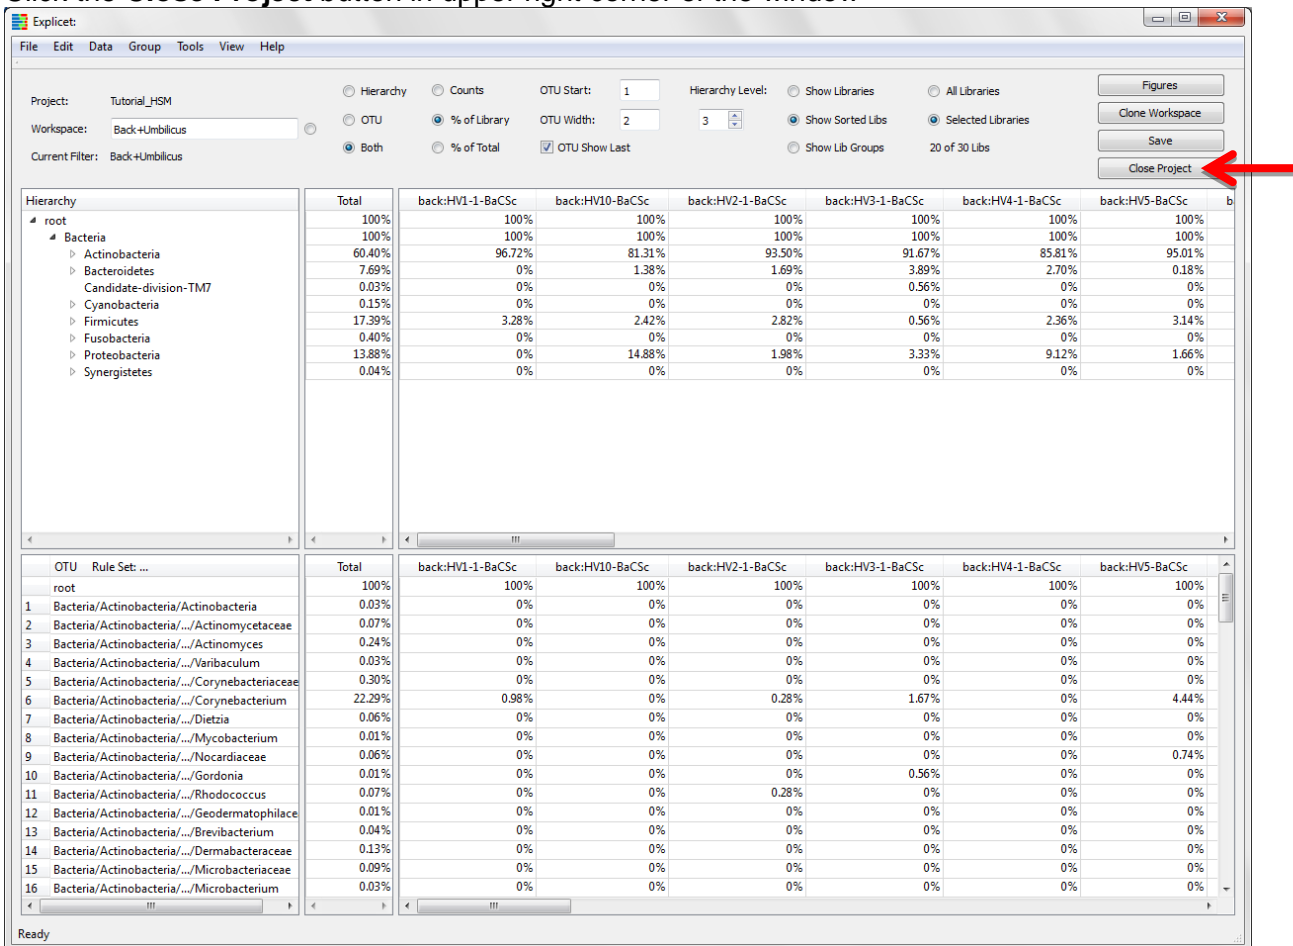 Click the Close Project button in upper right corner of the window
Explicet:
File Edit Data Group Tools View Help
Project: Tutorial_HSM
Workspace: Back+Umbilicus
Current Filter: Back+Umbilicus
Hierarchy Counts OTU Start: 1 Hierarchy Level: Show Libraries All Libraries
OTU % of Library OTU Width: 2 3 Show Sorted Libs Selected Libraries
Both % of Total OTU Show Last Show Lib Groups 20 of 30 Libs
Figures
Clone Workspace
Save
Close Project
Hierarchy Total back:HV1-1-BaCSc back:HV10-BaCSc back:HV2-1-BaCSc back:HV3-1-BaCSc back:HV4-1-BaCSc back:HV5-BaCSc b
root 100% 100% 100% 100% 100% 100% 100%
Bacteria 100% 100% 100% 100% 100% 100% 100%
Actinobacteria 60.40% 96.72% 81.31% 93.50% 91.67% 85.81% 95.01%
Bacteroidetes 7.69% 0% 1.38% 1.69% 3.89% 2.70% 0.18%
Candidate-division-TM7 0.03% 0% 0% 0% 0.56% 0% 0%
Cyanobacteria 0.15% 0% 0% 0% 0% 0% 0%
Firmicutes 17.39% 3.28% 2.42% 2.82% 0.56% 2.36% 3.14%
Fusobacteria 0.40% 0% 0% 0% 0% 0% 0%
Proteobacteria 13.88% 0% 14.88% 1.98% 3.33% 9.12% 1.66%
Synergistetes 0.04% 0% 0% 0% 0% 0% 0%
OTU Rule Set: ... Total back:HV1-1-BaCSc back:HV10-BaCSc back:HV2-1-BaCSc back:HV3-1-BaCSc back:HV4-1-BaCSc back:HV5-BaCSc
root 100% 100% 100% 100% 100% 100% 100%
1 Bacteria/Actinobacteria/Actinobacteria 0.03% 0% 0% 0% 0% 0% 0%
2 Bacteria/Actinobacteria/.../Actinomycetaceae 0.07% 0% 0% 0% 0% 0% 0%
3 Bacteria/Actinobacteria/.../Actinomyces 0.24% 0% 0% 0% 0% 0% 0%
4 Bacteria/Actinobacteria/.../Varibaculum 0.03% 0% 0% 0% 0% 0% 0%
5 Bacteria/Actinobacteria/.../Corynebacteriaceae 0.30% 0% 0% 0% 0% 0% 0%
6 Bacteria/Actinobacteria/.../Corynebacterium 22.29% 0.98% 0% 0.28% 1.67% 0% 4.44%
7 Bacteria/Actinobacteria/.../Dietzia 0.06% 0% 0% 0% 0% 0% 0%
8 Bacteria/Actinobacteria/.../Mycobacterium 0.01% 0% 0% 0% 0% 0% 0%
9 Bacteria/Actinobacteria/.../Nocardiaceae 0.06% 0% 0% 0% 0% 0% 0.74%
10 Bacteria/Actinobacteria/.../Gordonia 0.01% 0% 0% 0% 0.56% 0% 0%
11 Bacteria/Actinobacteria/.../Rhodococcus 0.07% 0% 0% 0.28% 0% 0% 0%
12 Bacteria/Actinobacteria/.../Geodermatophilace 0.01% 0% 0% 0% 0% 0% 0%
13 Bacteria/Actinobacteria/.../Brevibacterium 0.04% 0% 0% 0% 0% 0% 0%
14 Bacteria/Actinobacteria/.../Dermabacteraceae 0.13% 0% 0% 0% 0% 0% 0%
15 Bacteria/Actinobacteria/.../Microbacteriaceae 0.09% 0% 0% 0% 0% 0% 0%
16 Bacteria/Actinobacteria/.../Microbacterium 0.03% 0% 0% 0% 0% 0% 0%
Ready